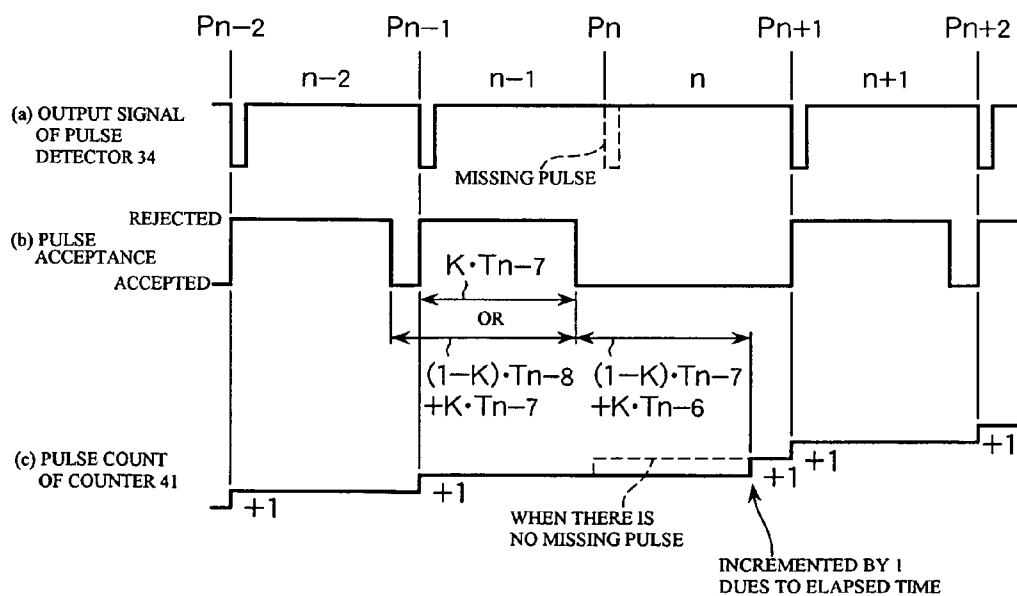 Pn−2 Pn−1 Pn Pn+1 Pn+2
n−2 n−1 n n+1
(a) OUTPUT SIGNAL
OF PULSE
DETECTOR 34
MISSING PULSE
REJECTED
(b) PULSE
ACCEPTANCE
ACCEPTED
K·Tn−7
OR
(1−K)·Tn−8 (1−K)·Tn−7
+K·Tn−7 +K·Tn−6
(c) PULSE COUNT
OF COUNTER 41
+1 +1 +1 +1 +1
WHEN THERE IS
NO MISSING PULSE
INCREMENTED BY 1
DUES TO ELAPSED TIME